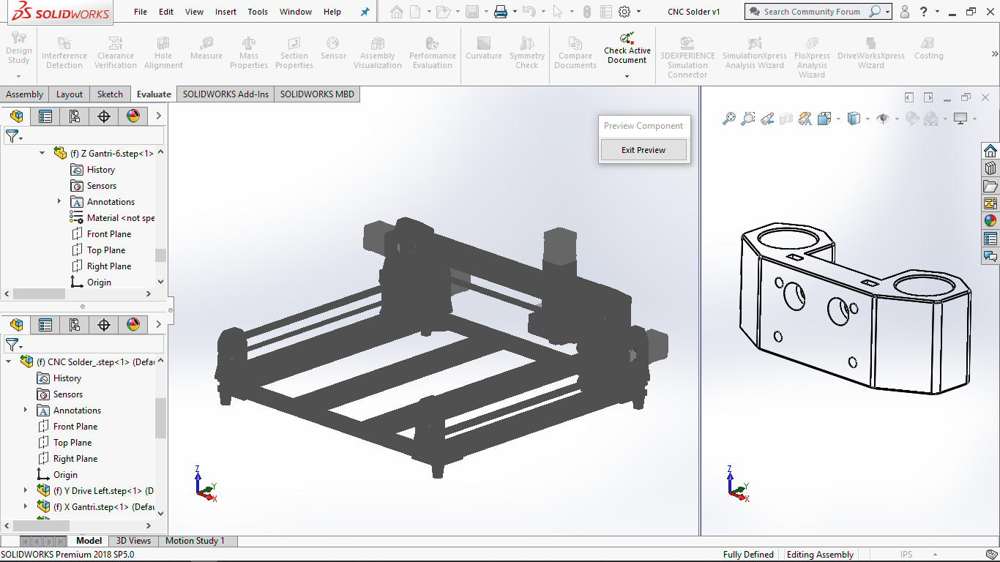 SOLIDWORKS
File Edit View Insert Tools Window Help
CNC Solder v1
Search Community Forum
?
Design Study
Interference Detection
Clearance Verification
Hole Alignment
Measure
Mass Properties
Section Properties
Sensor
Assembly Visualization
Performance Evaluation
Curvature
Symmetry Check
Compare Documents
Check Active Document
3DEXPERIENCE Simulation Connector
SimulationXpress Analysis Wizard
FloXpress Analysis Wizard
DriveWorksXpress Wizard
Costing
Assembly Layout Sketch Evaluate SOLIDWORKS Add-Ins SOLIDWORKS MBD
Preview Component
Exit Preview
(f) Z Gantri-6.step<1>
History
Sensors
Annotations
Material <not spe
Front Plane
Top Plane
Right Plane
Origin
(f) CNC Solder_.step<1> (Defau
History
Sensors
Annotations
Front Plane
Top Plane
Right Plane
Origin
(f) Y Drive Left.step<1> (D
(f) X Gantri.step<1> (Defau
Z
Y
X
Z
Y
X
Model 3D Views Motion Study 1
SOLIDWORKS Premium 2018 SP5.0
Fully Defined Editing Assembly IPS